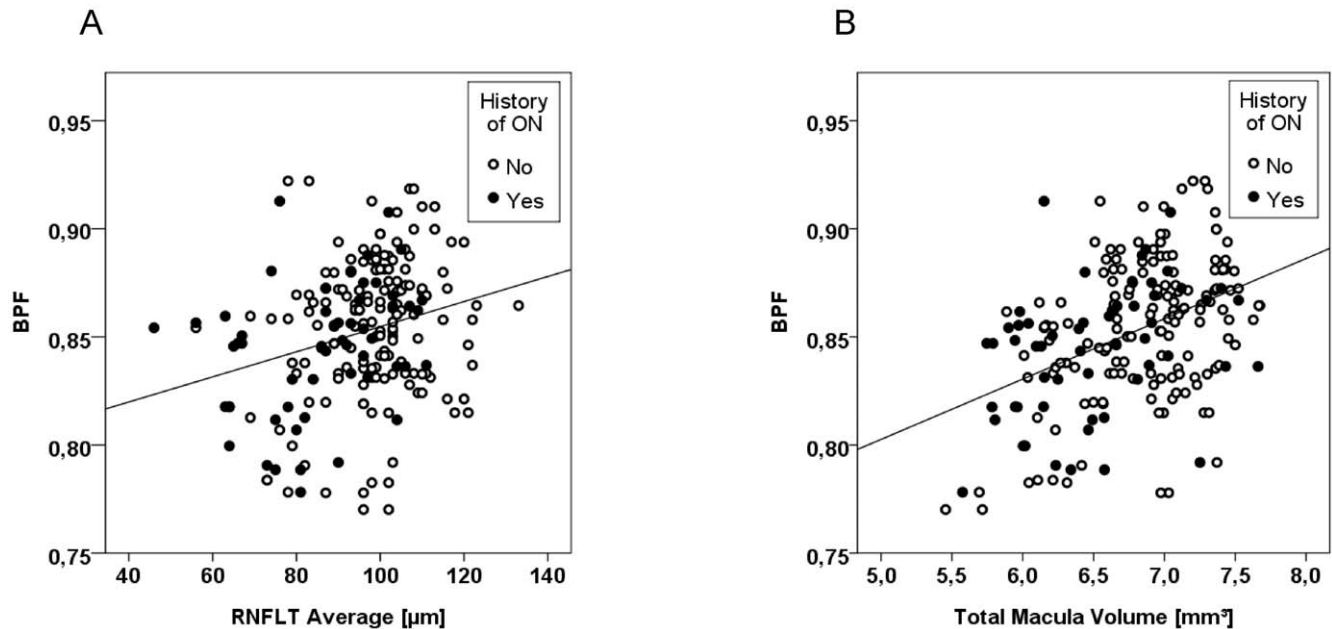 A
B
History
of ON
No
Yes
0,95
0,90
0,85
0,80
0,75
BPF
40 60 80 100 120 140
RNFLT Average [µm]
History
of ON
No
Yes
0,95
0,90
0,85
0,80
0,75
BPF
5,0 5,5 6,0 6,5 7,0 7,5 8,0
Total Macula Volume [mm³]